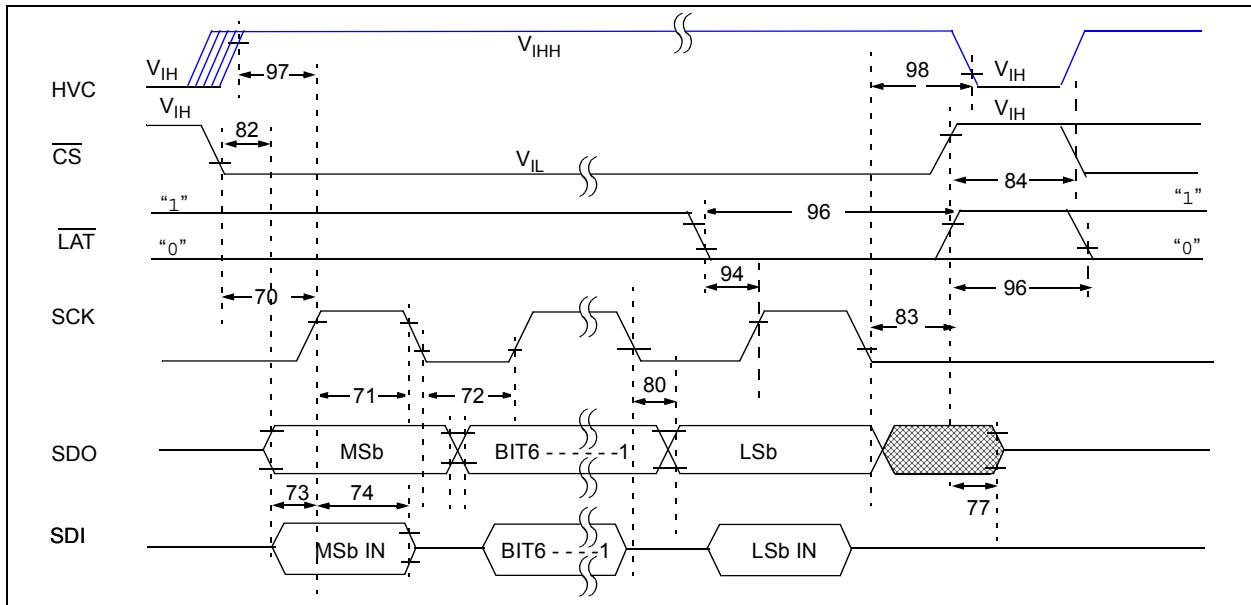 V_IHH
97
98
V_IH
V_IH
HVC
V_IH
V_IH
82
CS
V_IL
84
"1"
96
"1"
LAT
"0"
"0"
94
70
96
SCK
83
71
72
80
SDO
MSb
BIT6 - - - - - -1
LSb
73
74
77
SDI
MSb IN
BIT6 - - - -1
LSb IN